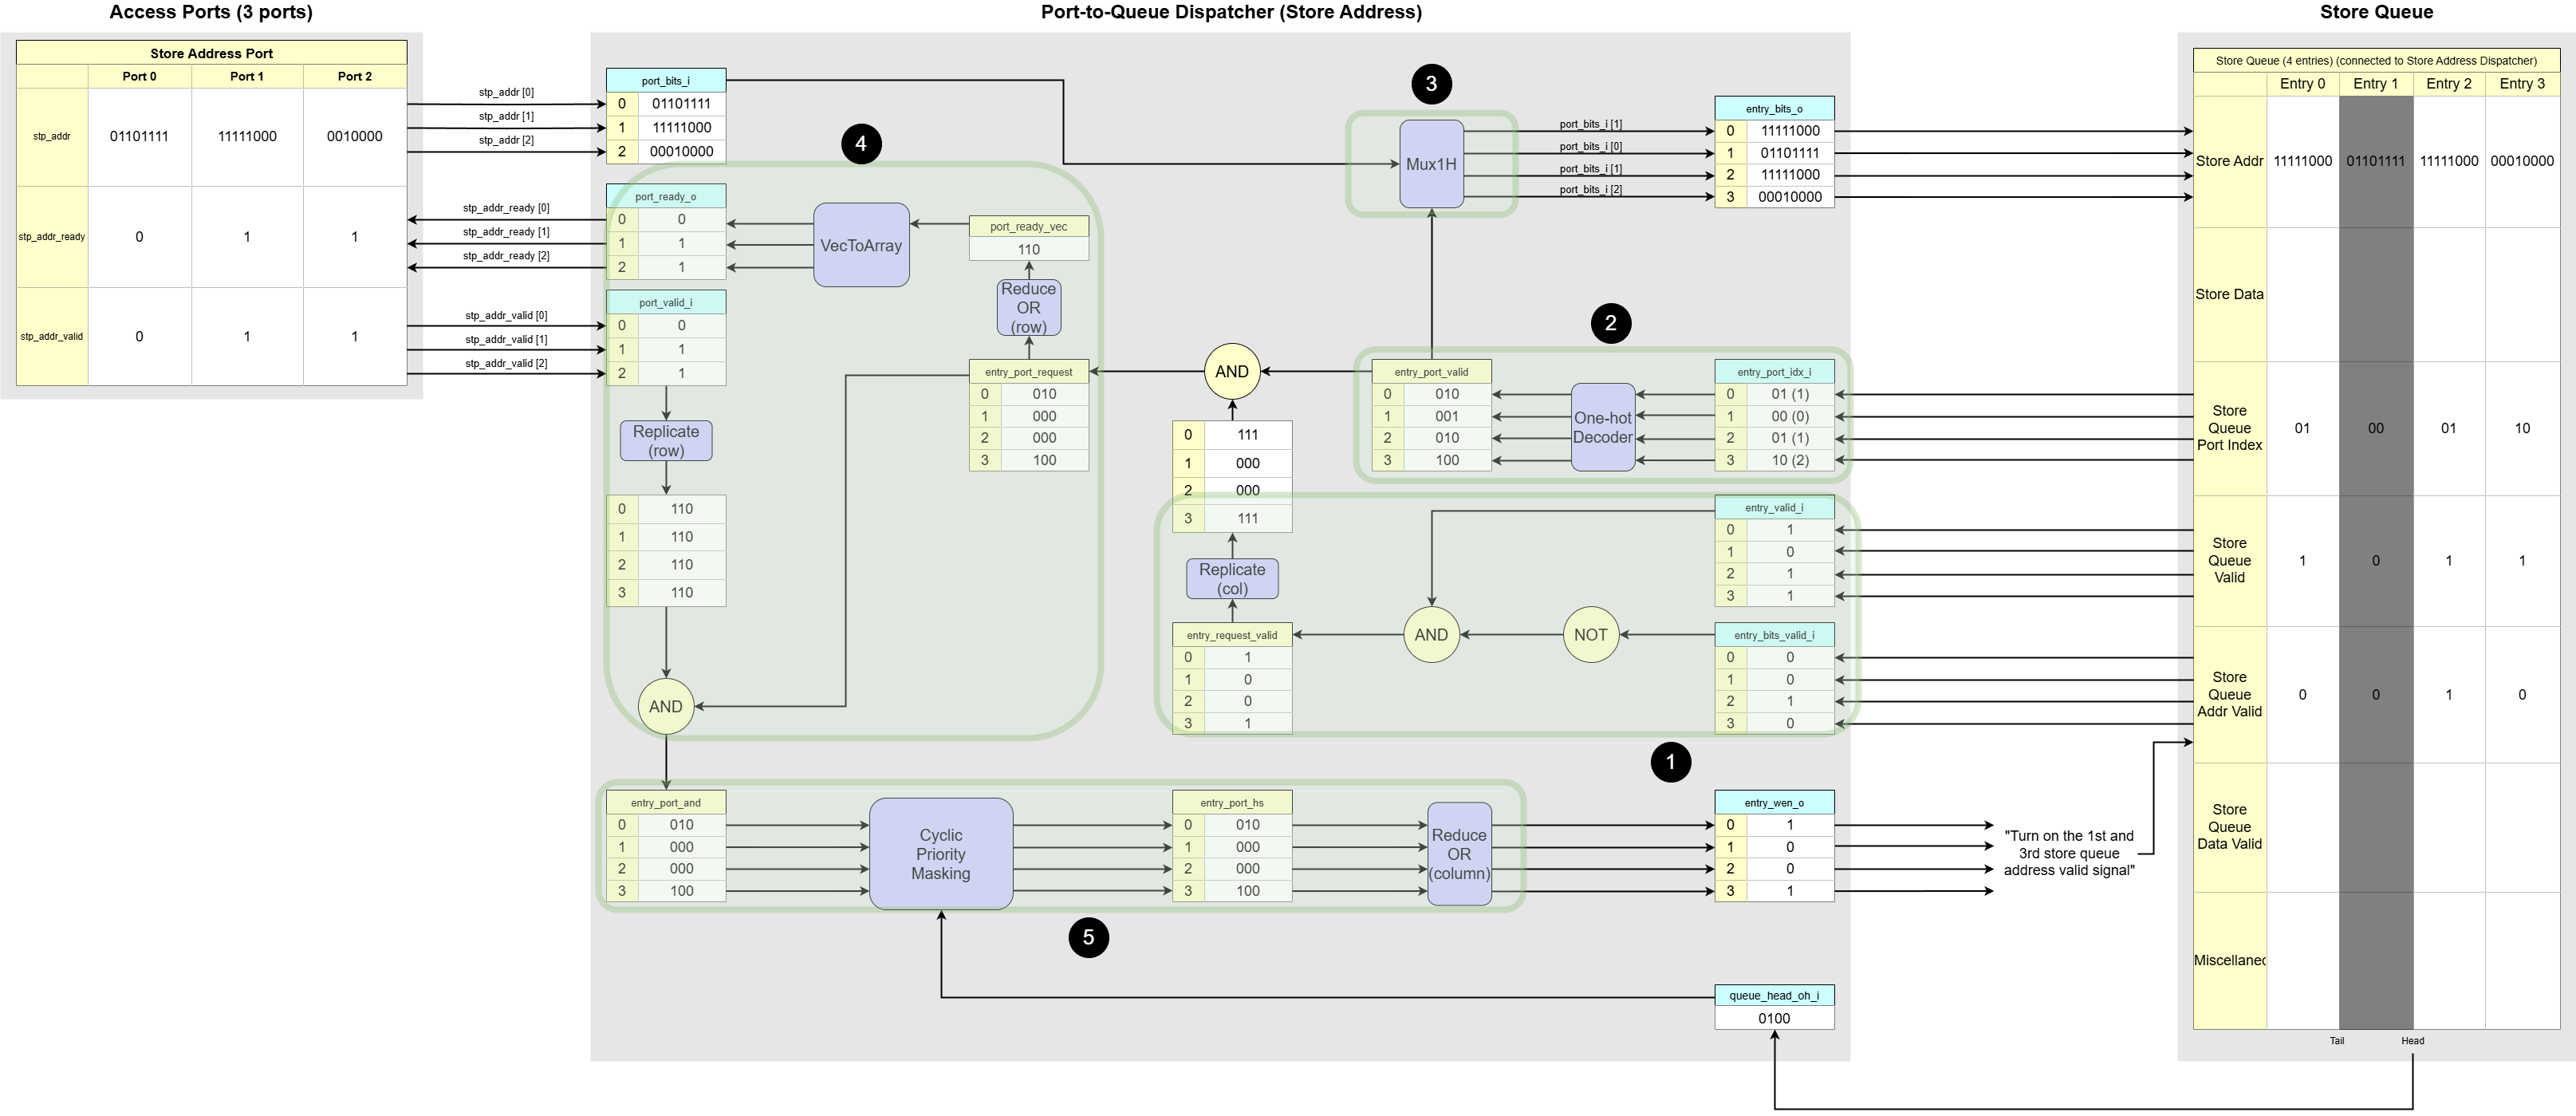 Access Ports (3 ports)
Port-to-Queue Dispatcher (Store Address)
Store Queue
Store Address Port
Port 0 Port 1 Port 2
stp_addr 01101111 11111000 0010000
stp_addr_ready 0 1 1
stp_addr_valid 0 1 1
stp_addr [0]
stp_addr [1]
stp_addr [2]
stp_addr_ready [0]
stp_addr_ready [1]
stp_addr_ready [2]
stp_addr_valid [0]
stp_addr_valid [1]
stp_addr_valid [2]
port_bits_i
0 01101111
1 11111000
2 00010000
4
port_ready_o
0 0
1 1
2 1
VecToArray
port_ready_vec
110
Reduce
OR
(row)
port_valid_i
0 0
1 1
2 1
Replicate
(row)
0 110
1 110
2 110
3 110
AND
entry_port_request
0 010
1 000
2 000
3 100
AND
0 111
1 000
2 000
3 111
Replicate
(col)
entry_request_valid
0 1
1 0
2 0
3 1
AND
NOT
3
Mux1H
port_bits_i [1]
port_bits_i [0]
port_bits_i [1]
port_bits_i [2]
entry_bits_o
0 11111000
1 01101111
2 11111000
3 00010000
2
entry_port_valid
0 010
1 001
2 010
3 100
One-hot
Decoder
entry_port_idx_i
0 01 (1)
1 00 (0)
2 01 (1)
3 10 (2)
entry_valid_i
0 1
1 0
2 1
3 1
entry_bits_valid_i
0 0
1 0
2 1
3 0
1
entry_port_and
0 010
1 000
2 000
3 100
Cyclic
Priority
Masking
entry_port_hs
0 010
1 000
2 000
3 100
Reduce
OR
(column)
5
entry_wen_o
0 1
1 0
2 0
3 1
"Turn on the 1st and
3rd store queue
address valid signal"
queue_head_oh_i
0100
Store Queue (4 entries) (connected to Store Address Dispatcher)
Entry 0 Entry 1 Entry 2 Entry 3
Store Addr 11111000 01101111 11111000 00010000
Store Data
Store
Queue
Port Index
01 00 01 10
Store
Queue
Valid
1 0 1 1
Store
Queue
Addr Valid
0 0 1 0
Store
Queue
Data Valid
Miscellaneo
Tail Head